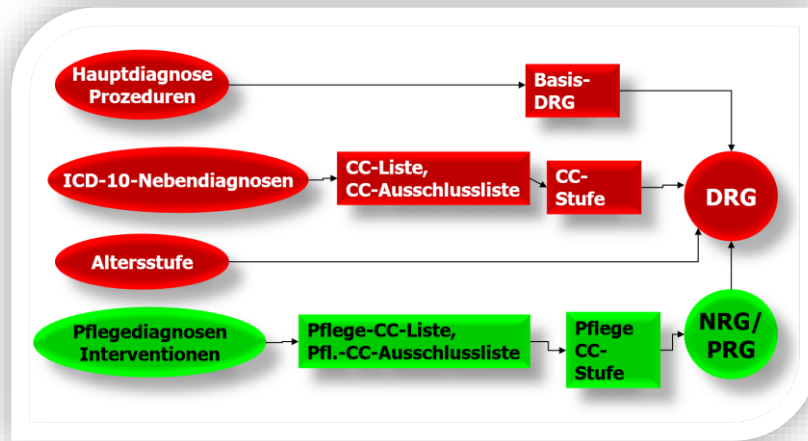 Hauptdiagnose
Prozeduren
Basis-
DRG
ICD-10-Nebendiagnosen
CC-Liste,
CC-Ausschlussliste
CC-
Stufe
DRG
Altersstufe
Pflegediagnosen
Interventionen
Pflege-CC-Liste,
Pfl.-CC-Ausschlussliste
Pflege
CC-
Stufe
NRG/
PRG